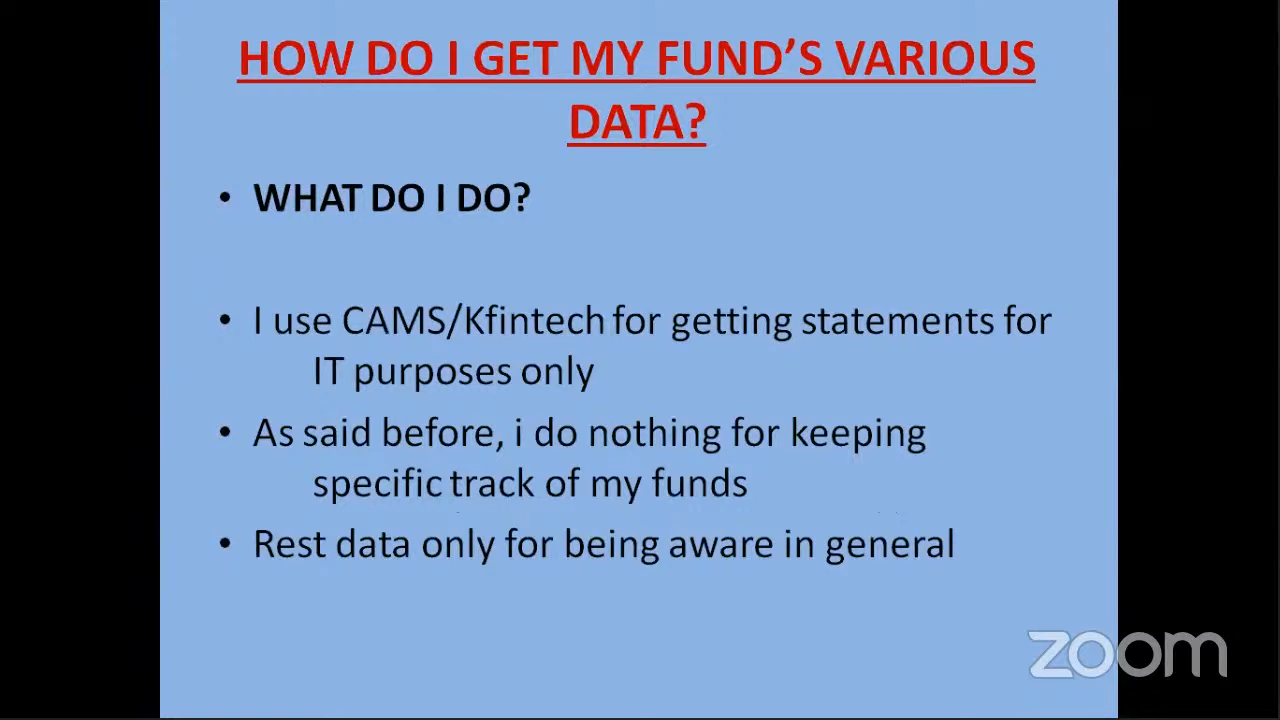 HOW DO I GET MY FUND’S VARIOUS
DATA?
• WHAT DO I DO?
• I use CAMS/Kfintech for getting statements for
IT purposes only
• As said before, i do nothing for keeping
specific track of my funds
• Rest data only for being aware in general
zoom